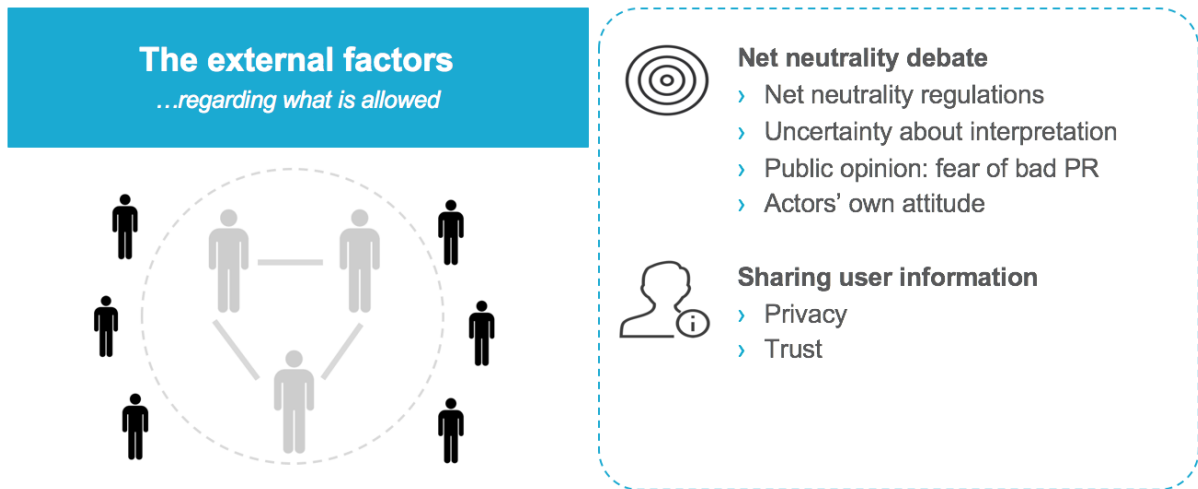 The external factors
…regarding what is allowed
Net neutrality debate
› Net neutrality regulations
› Uncertainty about interpretation
› Public opinion: fear of bad PR
› Actors’ own attitude
Sharing user information
› Privacy
› Trust